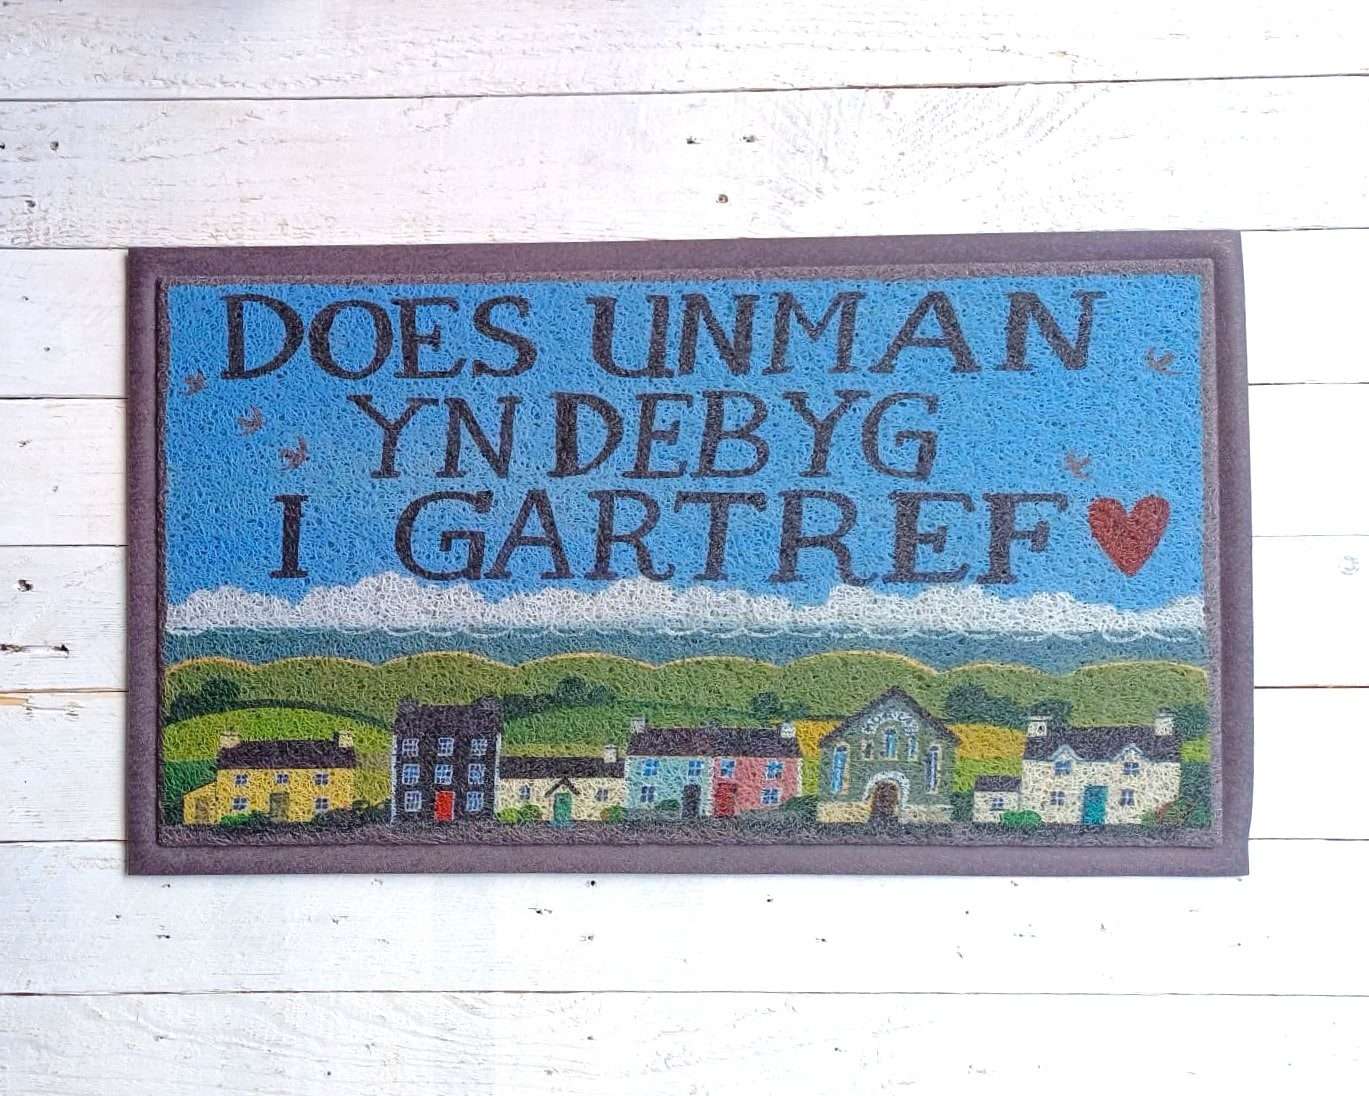 DOES UNMAN
YN DEBYG
I GARTREF